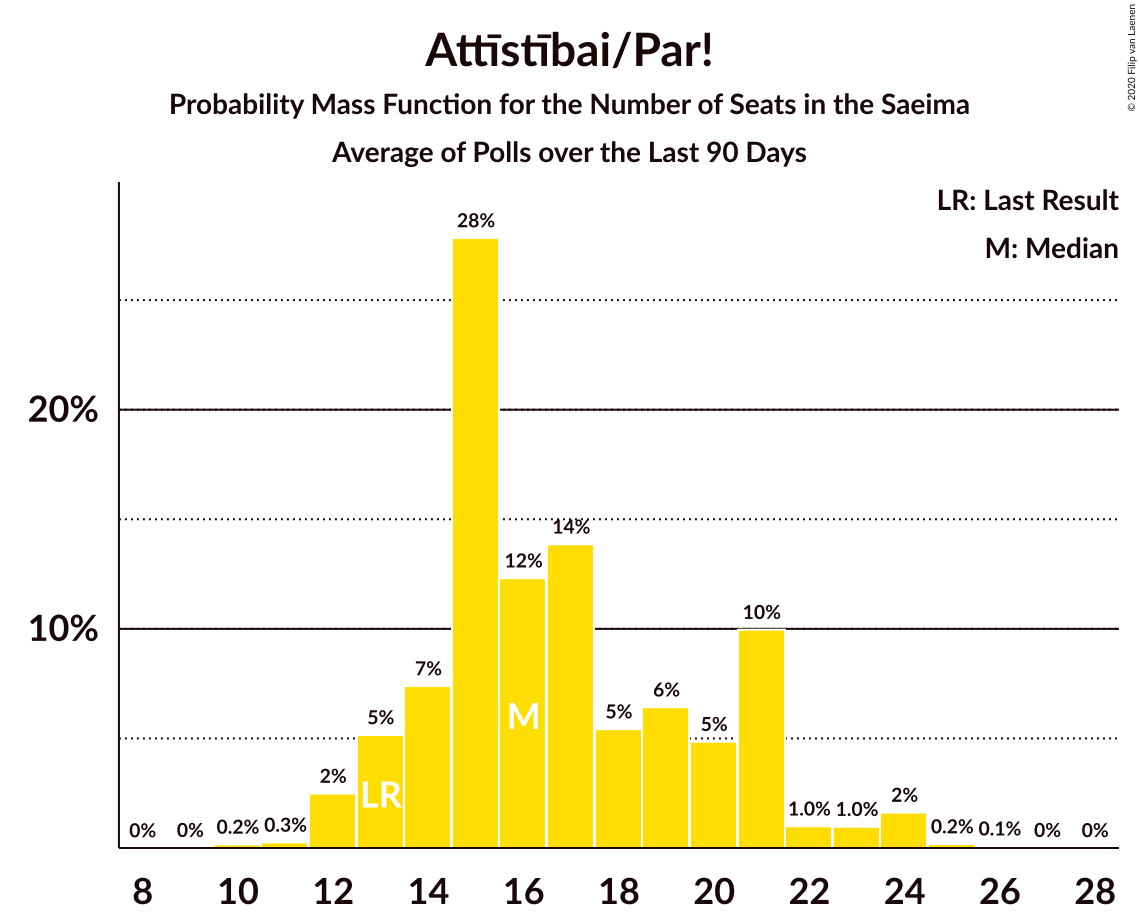 Attīstībai/Par!
Probability Mass Function for the Number of Seats in the Saeima
Average of Polls over the Last 90 Days
© 2020 Filip van Laenen
LR: Last Result
M: Median
20%
10%
0%
0%
0.2%
0.3%
2%
5%
7%
28%
12%
14%
5%
6%
5%
10%
1.0%
1.0%
2%
0.2%
0.1%
0%
0%
LR
M
8 10 12 14 16 18 20 22 24 26 28